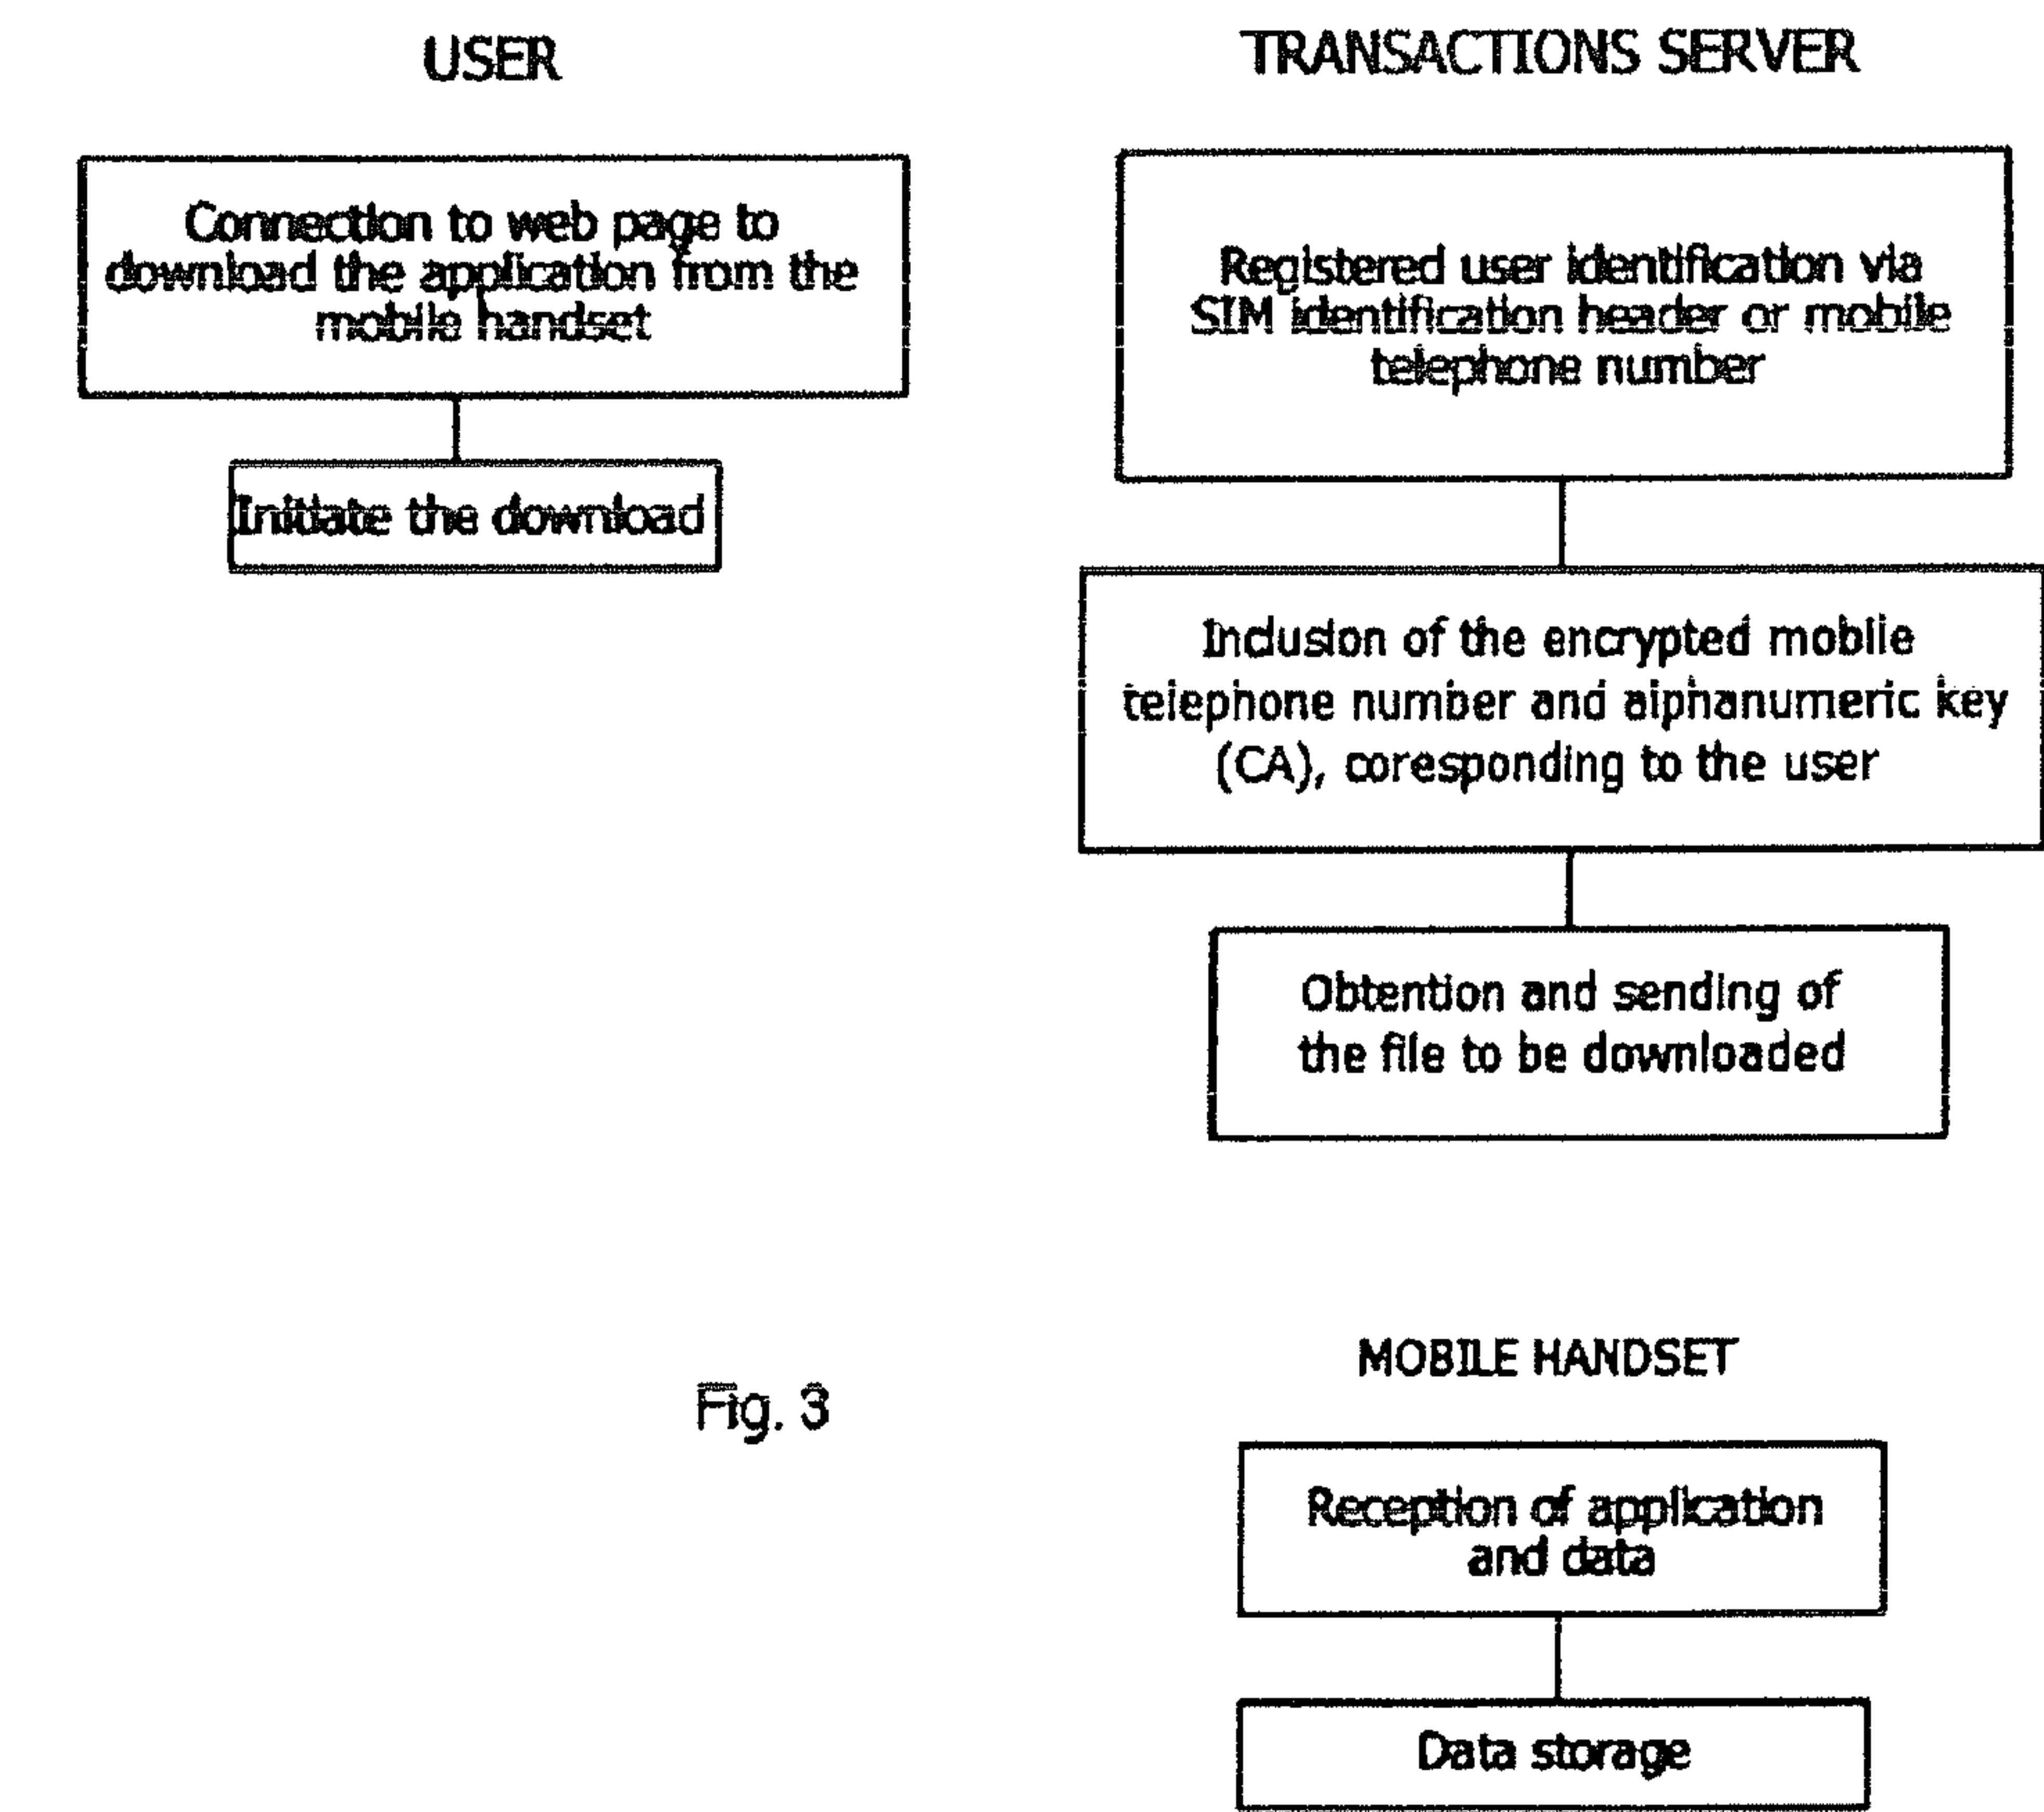 USER
Connection to web page to
download the application from the
mobile handset
Initiate the download
TRANSACTIONS SERVER
Registered user identification via
SIM identification header or mobile
telephone number
Inclusion of the encrypted mobile
telephone number and alphanumeric key
(CA), coresponding to the user
Obtention and sending of
the file to be downloaded
MOBILE HANDSET
Reception of application
and data
Data storage
Fig. 3